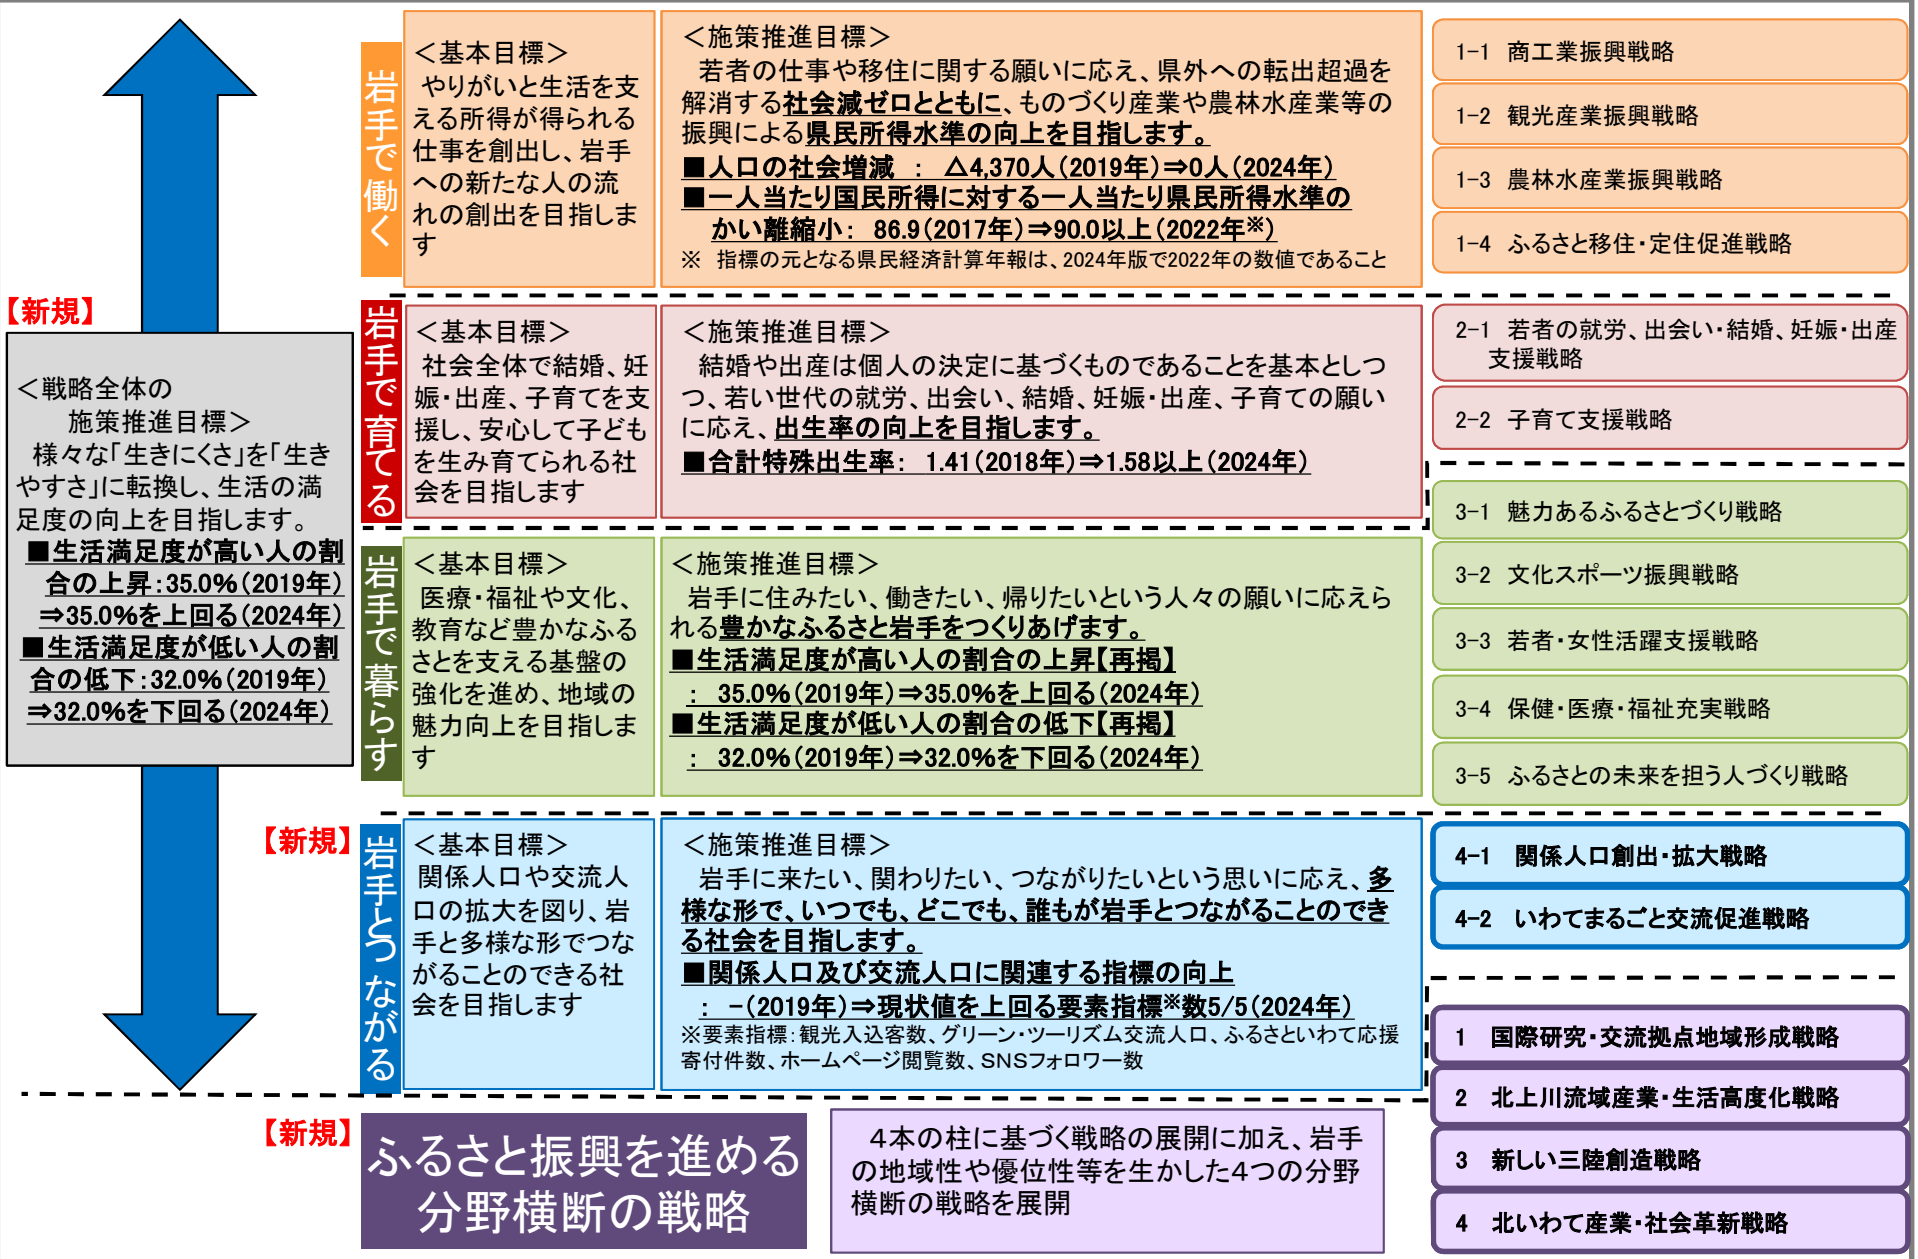 【新規】
＜戦略全体の
施策推進目標＞
様々な「生きにくさ」を「生き
やすさ」に転換し、生活の満
足度の向上を目指します。
■生活満足度が高い人の割
合の上昇：35.0％（2019年）
⇒35.0％を上回る（2024年）
■生活満足度が低い人の割
合の低下：32.0％（2019年）
⇒32.0％を下回る（2024年）
岩手で働く
＜基本目標＞
やりがいと生活を支
える所得が得られる
仕事を創出し、岩手
への新たな人の流
れの創出を目指しま
す
＜施策推進目標＞
若者の仕事や移住に関する願いに応え、県外への転出超過を
解消する社会減ゼロとともに、ものづくり産業や農林水産業等の
振興による県民所得水準の向上を目指します。
■人口の社会増減 ： △4,370人（2019年）⇒0人（2024年）
■一人当たり国民所得に対する一人当たり県民所得水準の
かい離縮小： 86.9（2017年）⇒90.0以上（2022年※）
※ 指標の元となる県民経済計算年報は、2024年版で2022年の数値であること
1-1 商工業振興戦略
1-2 観光産業振興戦略
1-3 農林水産業振興戦略
1-4 ふるさと移住・定住促進戦略
岩手で育てる
＜基本目標＞
社会全体で結婚、妊
娠・出産、子育てを支
援し、安心して子ども
を生み育てられる社
会を目指します
＜施策推進目標＞
結婚や出産は個人の決定に基づくものであることを基本としつ
つ、若い世代の就労、出会い、結婚、妊娠・出産、子育ての願い
に応え、出生率の向上を目指します。
■合計特殊出生率： 1.41（2018年）⇒1.58以上（2024年）
2-1 若者の就労、出会い・結婚、妊娠・出産
支援戦略
2-2 子育て支援戦略
岩手で暮らす
＜基本目標＞
医療・福祉や文化、
教育など豊かなふる
さとを支える基盤の
強化を進め、地域の
魅力向上を目指しま
す
＜施策推進目標＞
岩手に住みたい、働きたい、帰りたいという人々の願いに応えら
れる豊かなふるさと岩手をつくりあげます。
■生活満足度が高い人の割合の上昇【再掲】
： 35.0％（2019年）⇒35.0％を上回る（2024年）
■生活満足度が低い人の割合の低下【再掲】
： 32.0％（2019年）⇒32.0％を下回る（2024年）
3-1 魅力あるふるさとづくり戦略
3-2 文化スポーツ振興戦略
3-3 若者・女性活躍支援戦略
3-4 保健・医療・福祉充実戦略
3-5 ふるさとの未来を担う人づくり戦略
【新規】
岩手とつながる
＜基本目標＞
関係人口や交流人
口の拡大を図り、岩
手と多様な形でつな
がることのできる社
会を目指します
＜施策推進目標＞
岩手に来たい、関わりたい、つながりたいという思いに応え、多
様な形で、いつでも、どこでも、誰もが岩手とつながることのでき
る社会を目指します。
■関係人口及び交流人口に関連する指標の向上
： －（2019年）⇒現状値を上回る要素指標※数5/5（2024年）
※要素指標：観光入込客数、グリーン・ツーリズム交流人口、ふるさといわて応援
寄付件数、ホームページ閲覧数、SNSフォロワー数
4-1 関係人口創出・拡大戦略
4-2 いわてまるごと交流促進戦略
【新規】
ふるさと振興を進める
分野横断の戦略
４本の柱に基づく戦略の展開に加え、岩手
の地域性や優位性等を生かした４つの分野
横断の戦略を展開
1 国際研究・交流拠点地域形成戦略
2 北上川流域産業・生活高度化戦略
3 新しい三陸創造戦略
4 北いわて産業・社会革新戦略